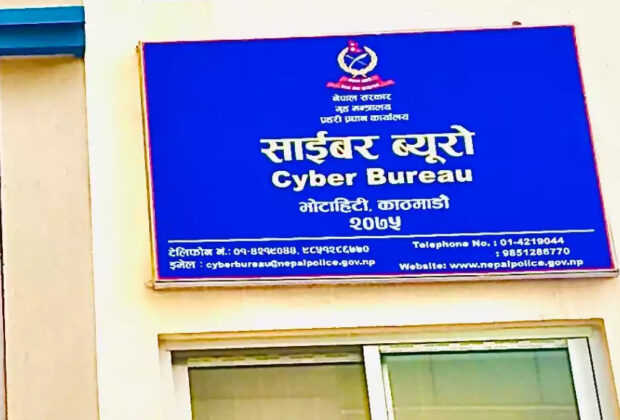 नेपाल सरकार
गृह मन्त्रालय
प्रहरी प्रधान कार्यालय
साईबर ब्यूरो
Cyber Bureau
भोटाहिटी, काठमाडौं
२०७५
टेलिफोन नं.: ०१-४२१९०४४, ९८५१२८६७७०
इमेल : cyberbureau@nepalpolice.gov.np
Telephone No. : 01-4219044
: 9851286770
Website: www.nepalpolice.gov.np